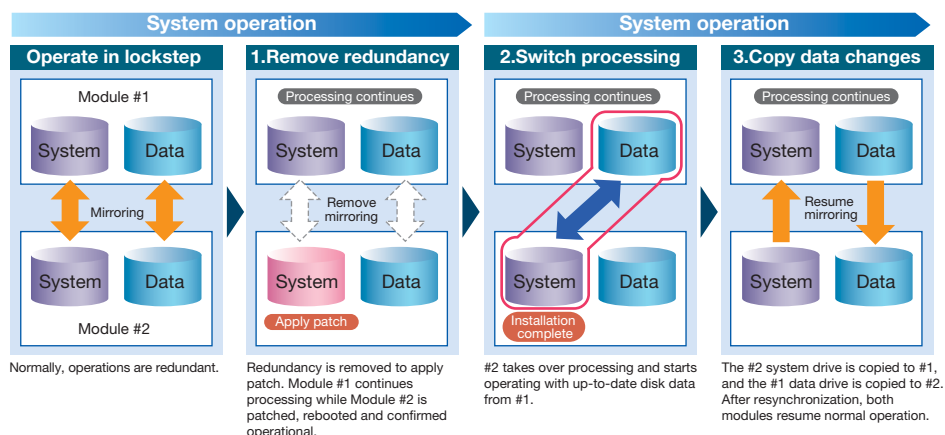 System operation
System operation
Operate in lockstep
Module #1
System
Data
Mirroring
System
Data
Module #2
Normally, operations are redundant.
1.Remove redundancy
Processing continues
System
Data
Remove
mirroring
System
Data
Apply patch
Redundancy is removed to apply
patch. Module #1 continues
processing while Module #2 is
patched, rebooted and confirmed
operational.
2.Switch processing
Processing continues
System
Data
System
Data
Installation
complete
#2 takes over processing and starts
operating with up-to-date disk data
from #1.
3.Copy data changes
Processing continues
System
Data
Resume
mirroring
System
Data
The #2 system drive is copied to #1,
and the #1 data drive is copied to #2.
After resynchronization, both
modules resume normal operation.